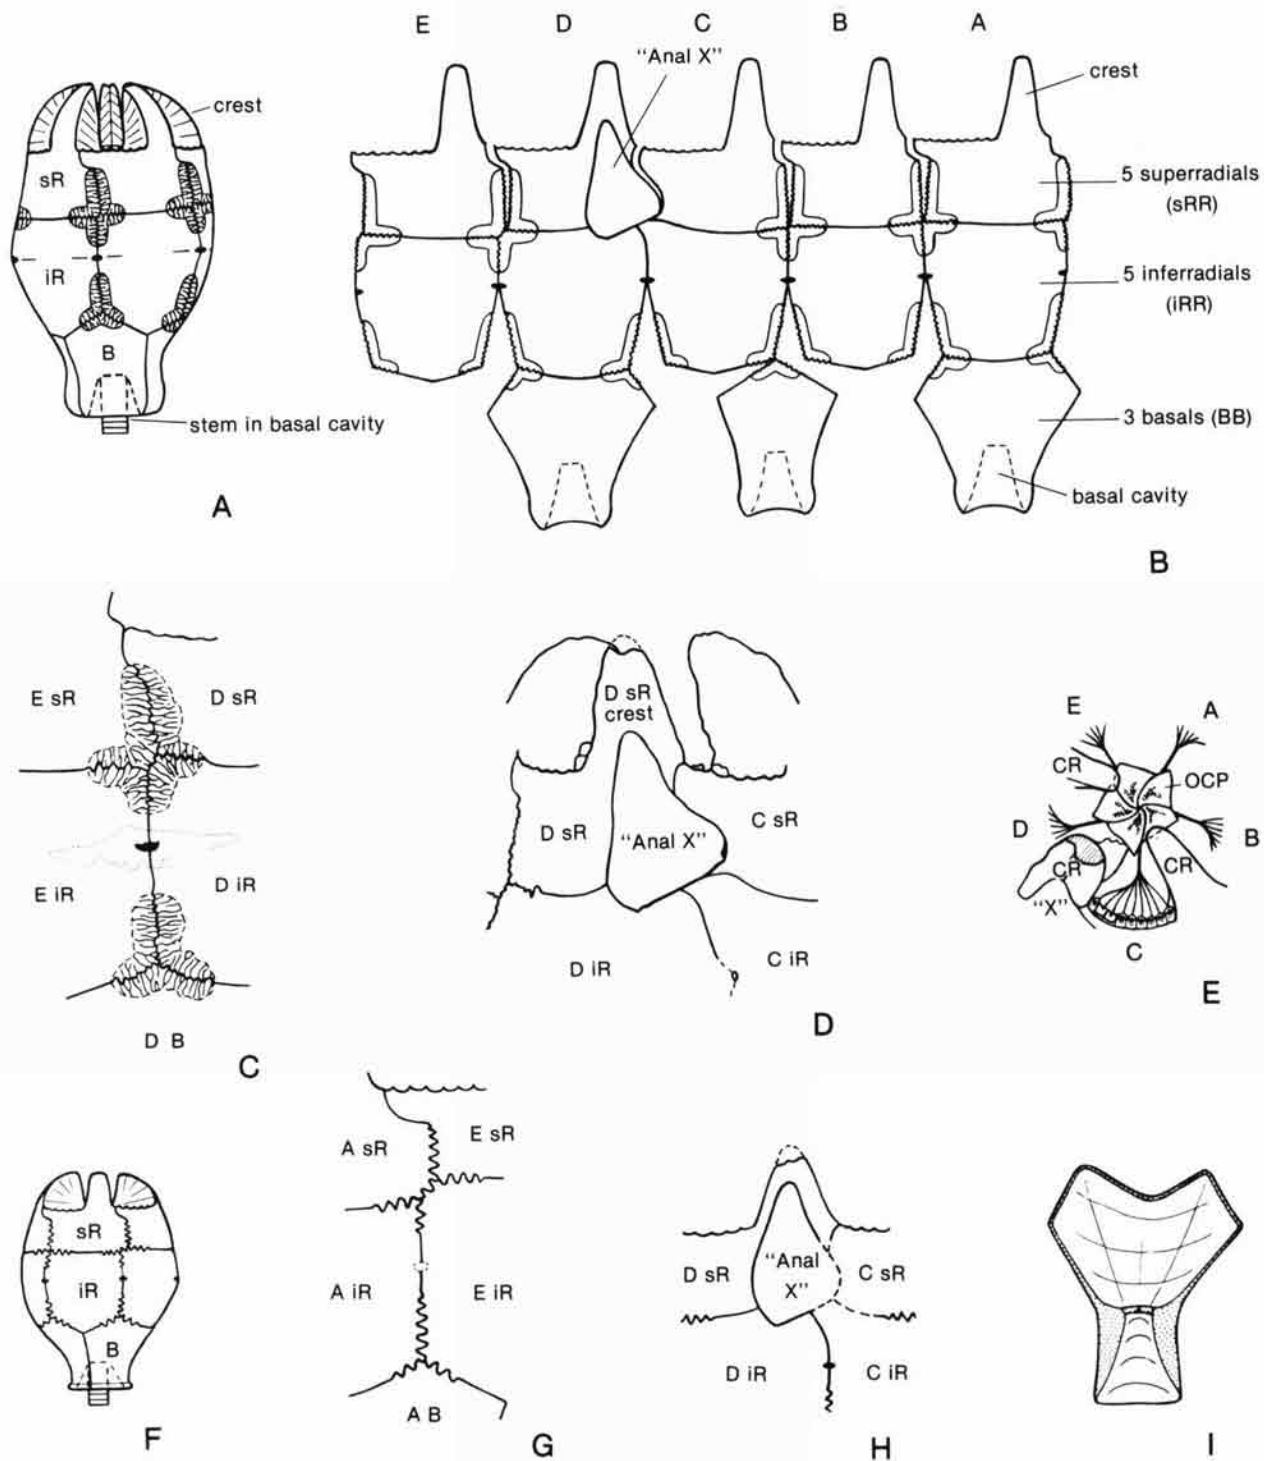 E D C B A
"Anal X"
crest
crest
sR
5 superradials
(sRR)
iR
5 inferradials
(iRR)
B
3 basals (BB)
stem in basal cavity
basal cavity
A
B
E sR D sR
E iR D iR
D B
C
D sR
crest
D sR
"Anal X"
C sR
D iR
C iR
D
E A
CR
OCP
D B
CR CR
"X"
C
E
sR
iR
B
F
A sR E sR
A iR E iR
A B
G
D sR
"Anal
X"
C sR
D iR C iR
H
I